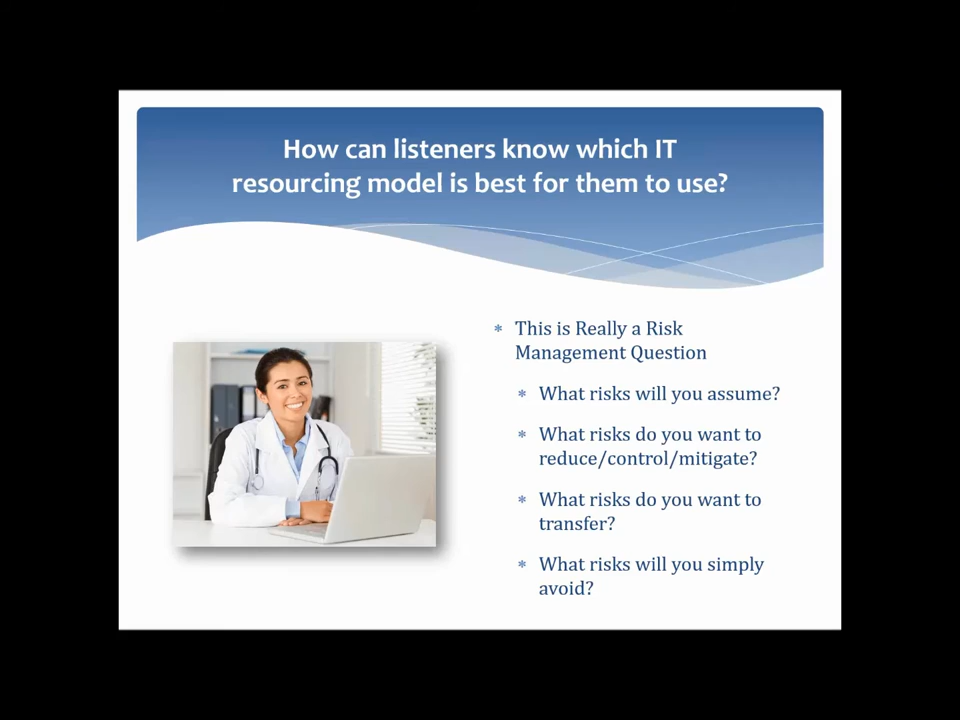 How can listeners know which IT
resourcing model is best for them to use?
* This is Really a Risk
Management Question
* What risks will you assume?
* What risks do you want to
reduce/control/mitigate?
* What risks do you want to
transfer?
* What risks will you simply
avoid?